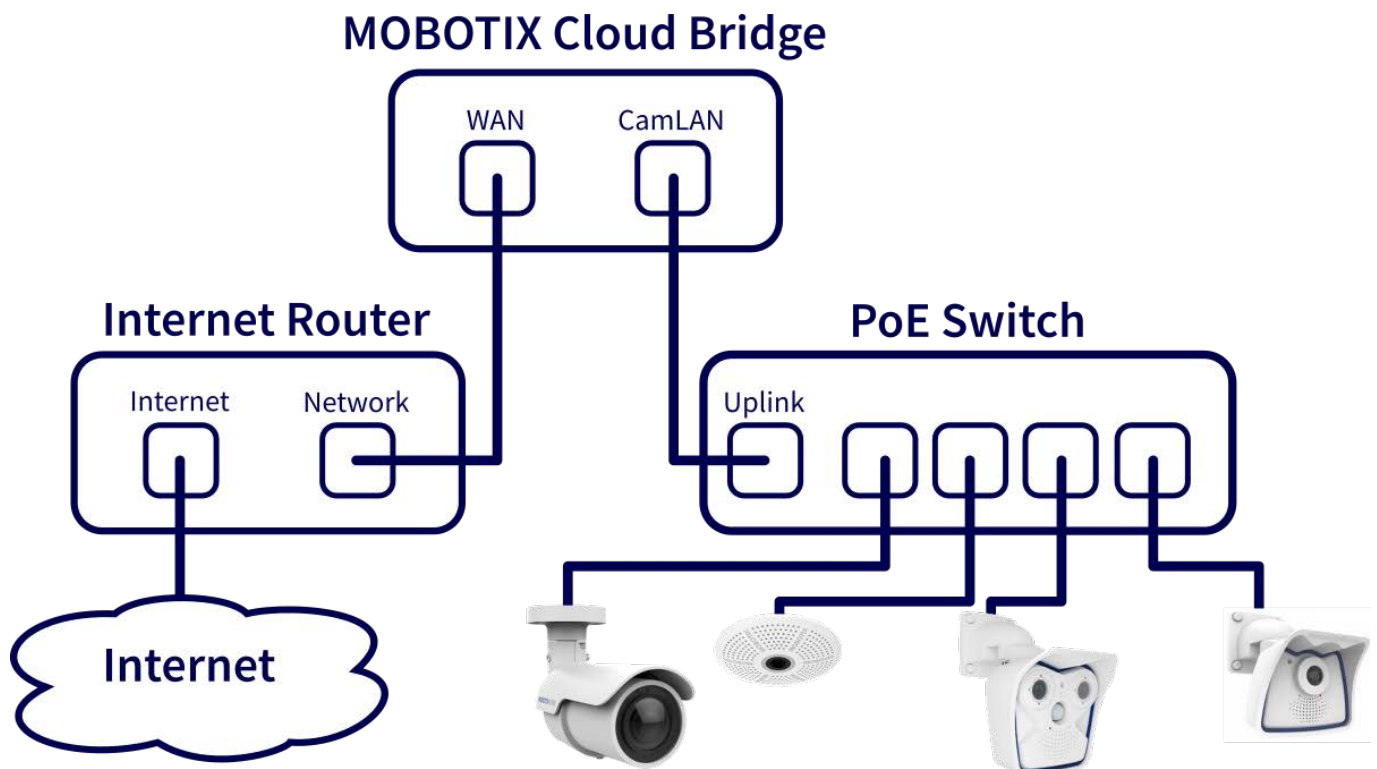 MOBOTIX Cloud Bridge
WAN
CamLAN
Internet Router
PoE Switch
Internet
Network
Uplink
Internet